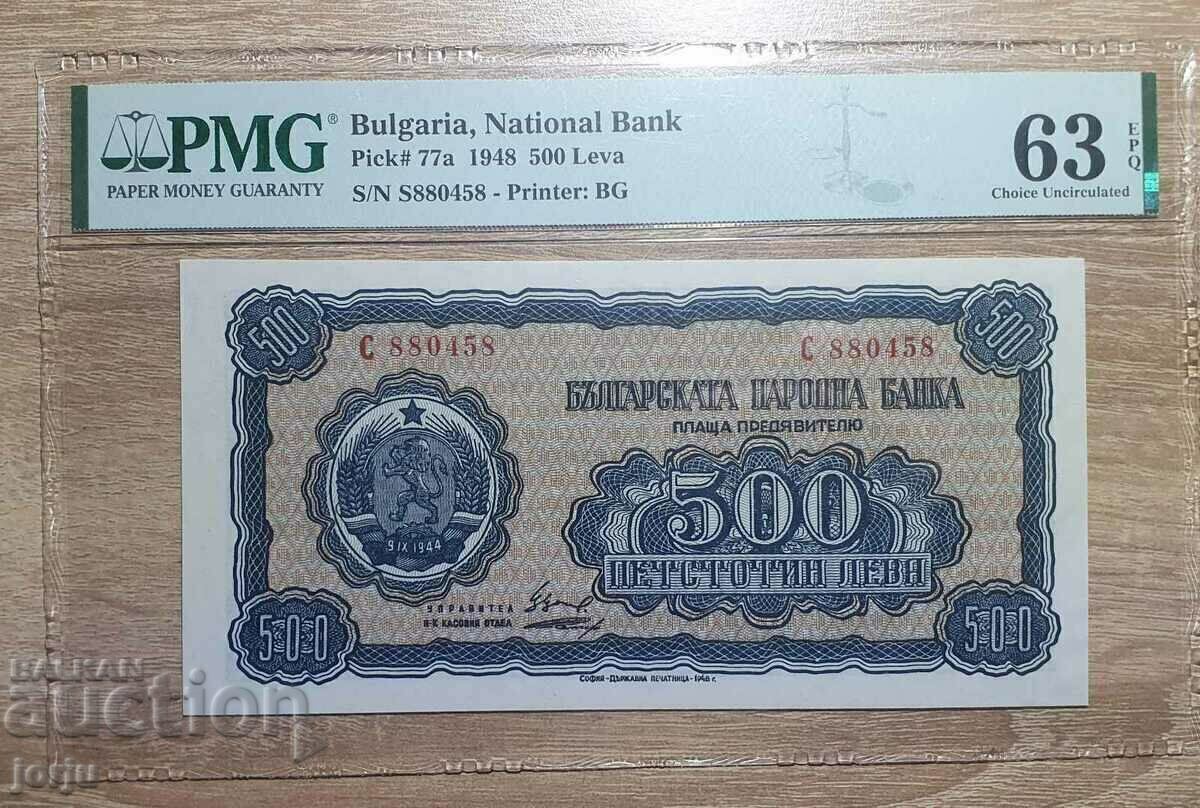 PMG®
PAPER MONEY GUARANTY
Bulgaria, National Bank
Pick# 77a 1948 500 Leva
S/N S880458 - Printer: BG
63
EPQ
Choice Uncirculated
500
500
С 880458
С 880458
БЪЛГАРСКАТА НАРОДНА БАНКА
ПЛАЩА ПРЕДЯВИТЕЛЮ
500
ПЕТСТОТИН ЛЕВА
9 IX 1944
УПРАВИТЕЛ
Н-К КАСОВИЯ ОТДЕЛ
500
500
СОФИЯ-ДЪРЖАВНА ПЕЧАТНИЦА-1948 г.
BALKAN
auction
jorju